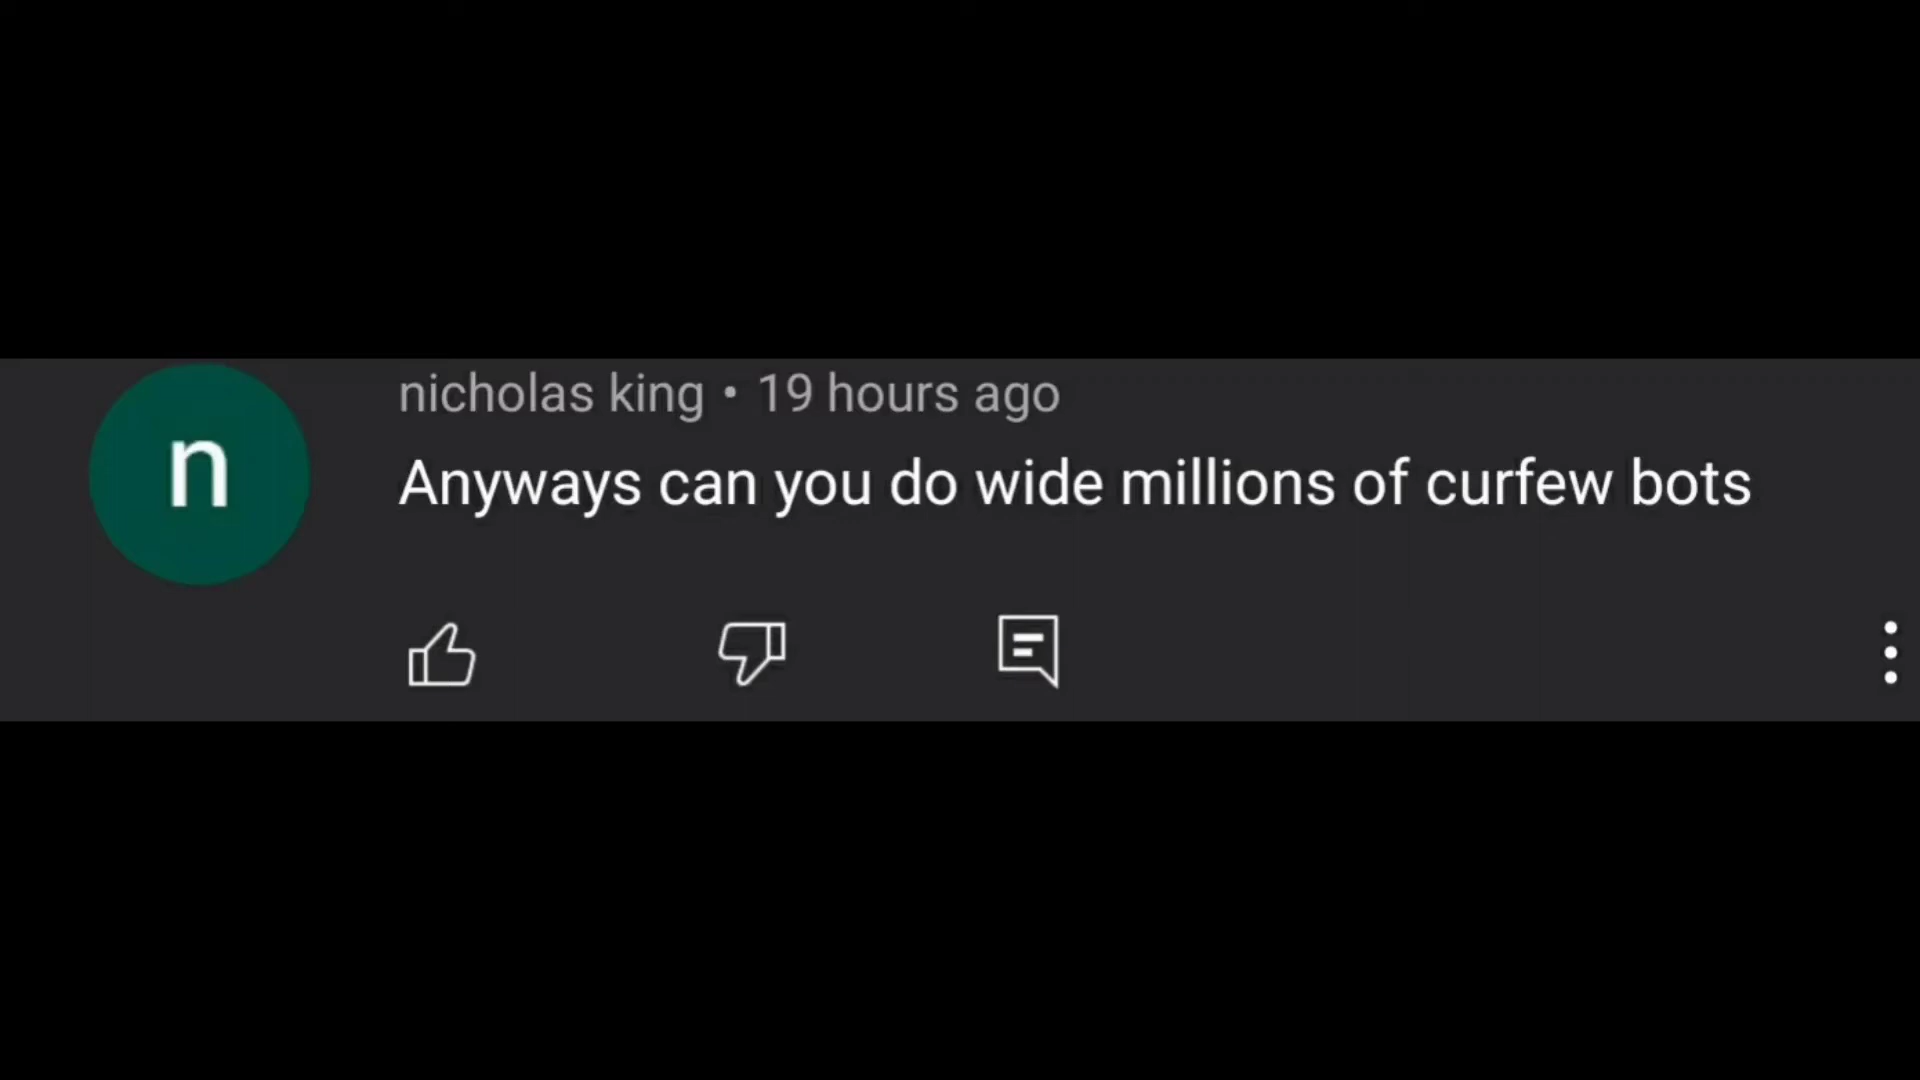 n
nicholas king • 19 hours ago
Anyways can you do wide millions of curfew bots